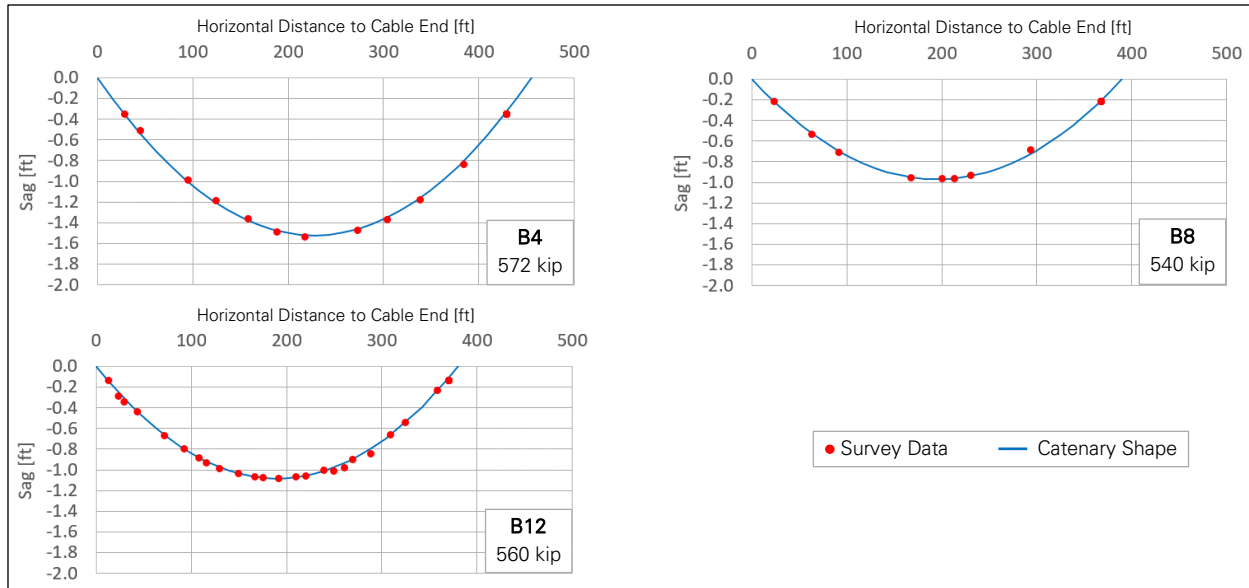 Horizontal Distance to Cable End [ft]
0 100 200 300 400 500
0.0
-0.2
-0.4
-0.6
-0.8
-1.0
-1.2
-1.4
-1.6
-1.8
-2.0
Sag [ft]
B4
572 kip
Horizontal Distance to Cable End [ft]
0 100 200 300 400 500
0.0
-0.2
-0.4
-0.6
-0.8
-1.0
-1.2
-1.4
-1.6
-1.8
-2.0
Sag [ft]
B8
540 kip
Horizontal Distance to Cable End [ft]
0 100 200 300 400 500
0.0
-0.2
-0.4
-0.6
-0.8
-1.0
-1.2
-1.4
-1.6
-1.8
-2.0
Sag [ft]
B12
560 kip
Survey Data Catenary Shape